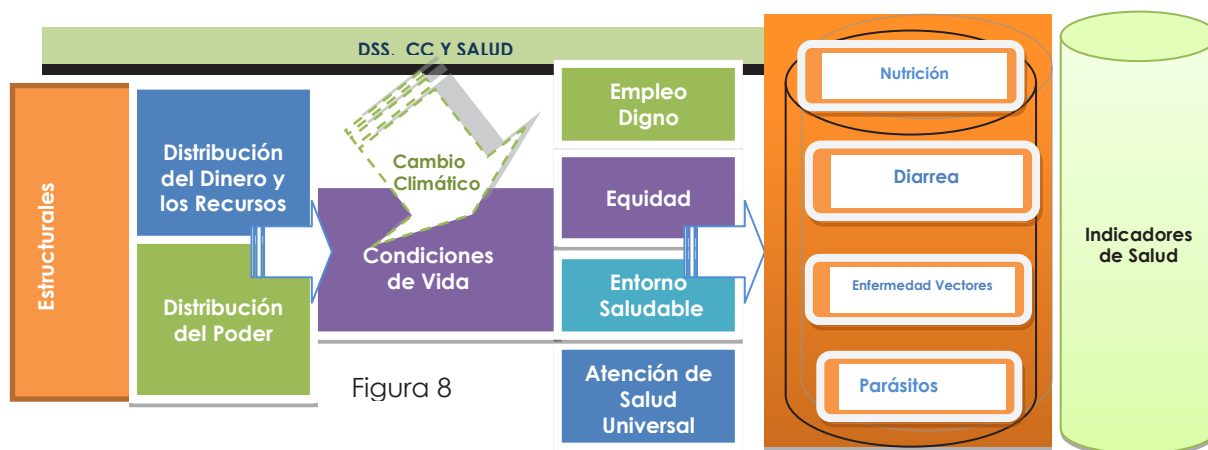 DSS, CC Y SALUD
Estructurales
Distribución
del Dinero y
los Recursos
Distribución
del Poder
Cambio
Climático
Condiciones
de Vida
Figura 8
Empleo
Digno
Equidad
Entorno
Saludable
Atención de
Salud
Universal
Nutrición
Diarrea
Enfermedad Vectores
Parásitos
Indicadores
de Salud